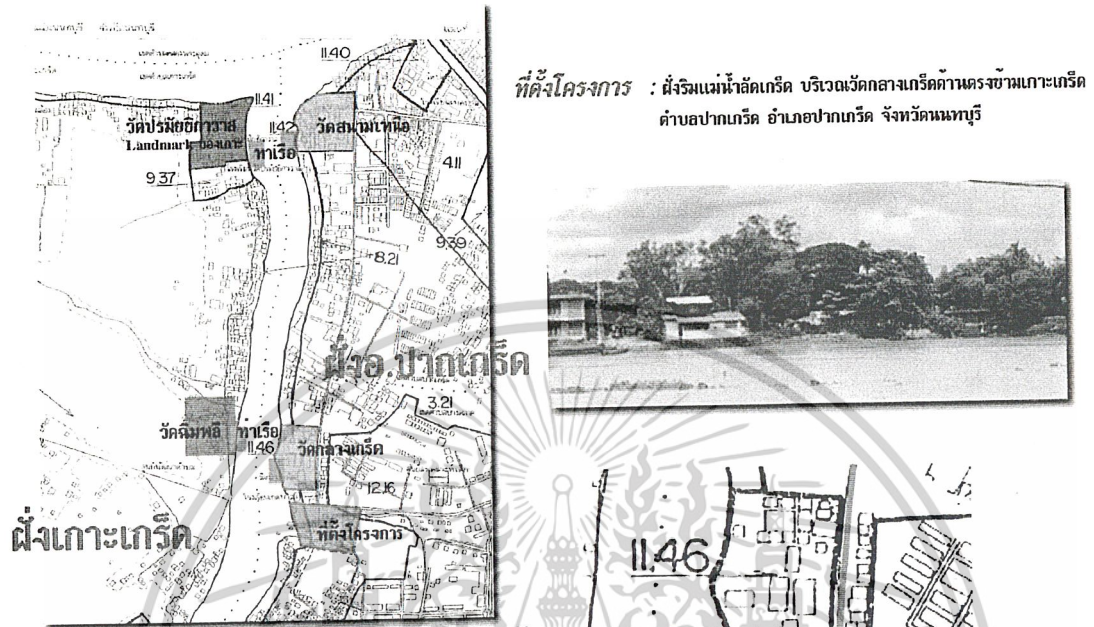 11.40
11.41
วัดปรมัยยิกาวาส
Landmark ของเกาะ
11.42
ท่าเรือ
วัดสนามเหนือ
4.11
9.37
9.39
8.21
ฝั่งอ.ปากเกร็ด
3.21
วัดฉิมพลี
ท่าเรือ
11.46
วัดกลางเกร็ด
12.16
ฝั่งเกาะเกร็ด
ที่ตั้งโครงการ
ที่ตั้งโครงการ : ฝั่งริมแม่น้ำลัดเกร็ด บริเวณวัดกลางเกร็ดด้านตรงข้ามเกาะเกร็ด
ตำบลปากเกร็ด อำเภอปากเกร็ด จังหวัดนนทบุรี
11.46